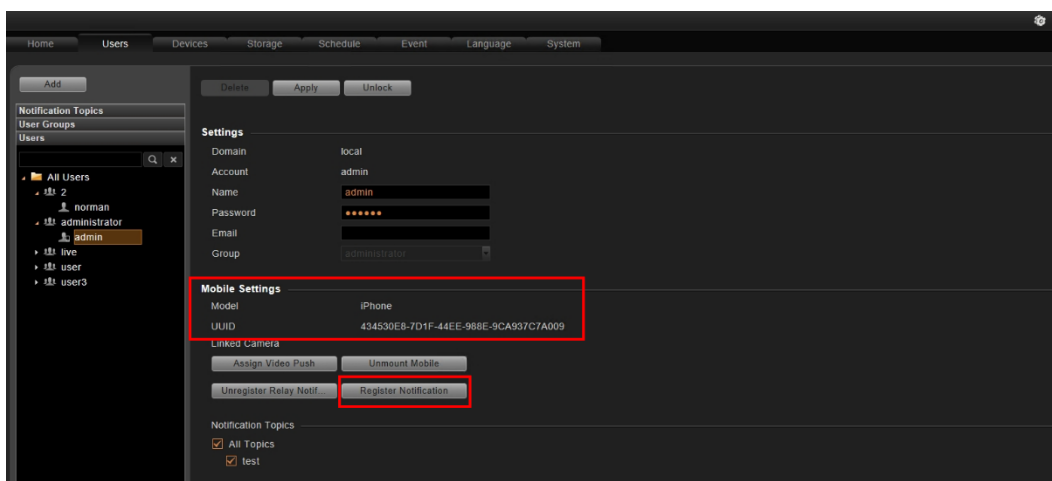 Home Users Devices Storage Schedule Event Language System
Add
Delete Apply Unlock
Notification Topics
User Groups
Users
All Users
2
norman
administrator
admin
live
user
user3
Settings
Domain local
Account admin
Name admin
Password ●●●●●●
Email
Group administrator
Mobile Settings
Model iPhone
UUID 434530E8-7D1F-44EE-988E-9CA937C7A009
Linked Camera
Assign Video Push Unmount Mobile
Unregister Relay Notif... Register Notification
Notification Topics
All Topics
test